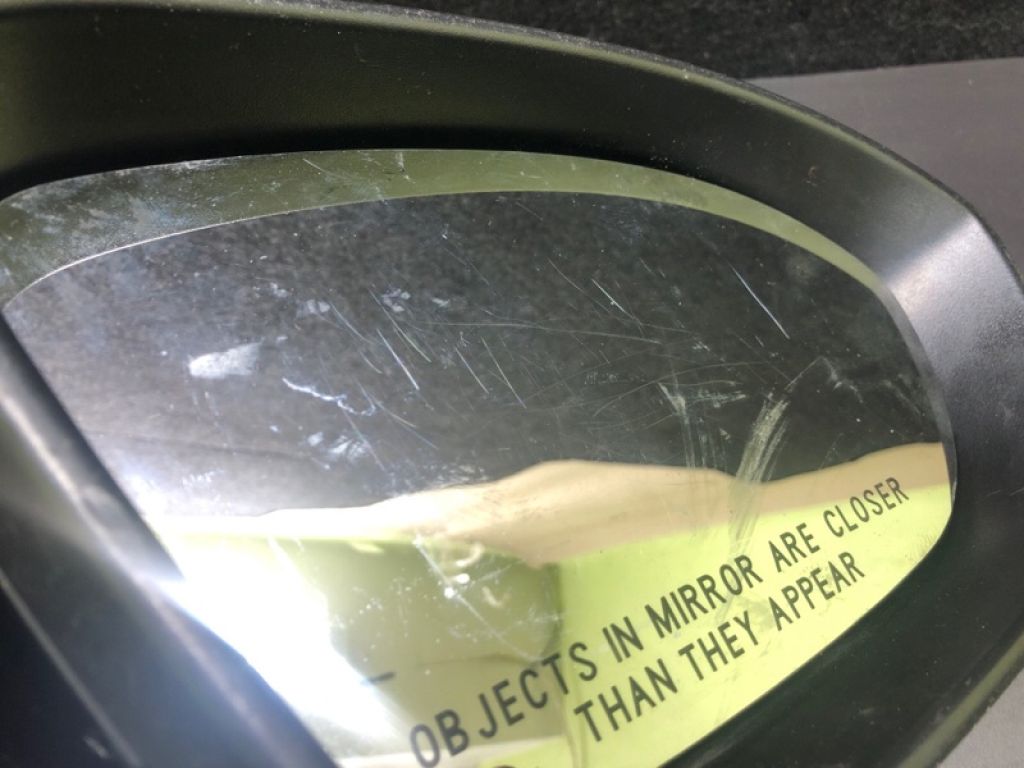 OBJECTS IN MIRROR ARE CLOSER
THAN THEY APPEAR